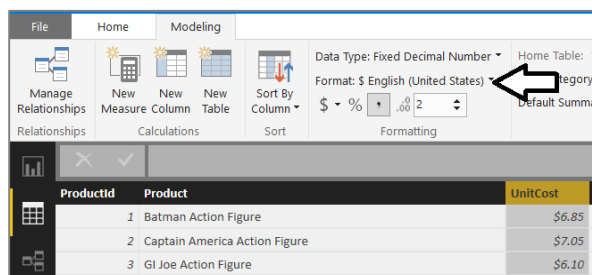 File Home Modeling
Data Type: Fixed Decimal Number Home Table:
Format: $ English (United States)
Manage Relationships
New Measure
New Column
New Table
Sort By Column
$ % , .00 2
Default Summa
Relationships Calculations Sort Formatting
ProductId Product UnitCost
1 Batman Action Figure $6.85
2 Captain America Action Figure $7.05
3 GI Joe Action Figure $6.10